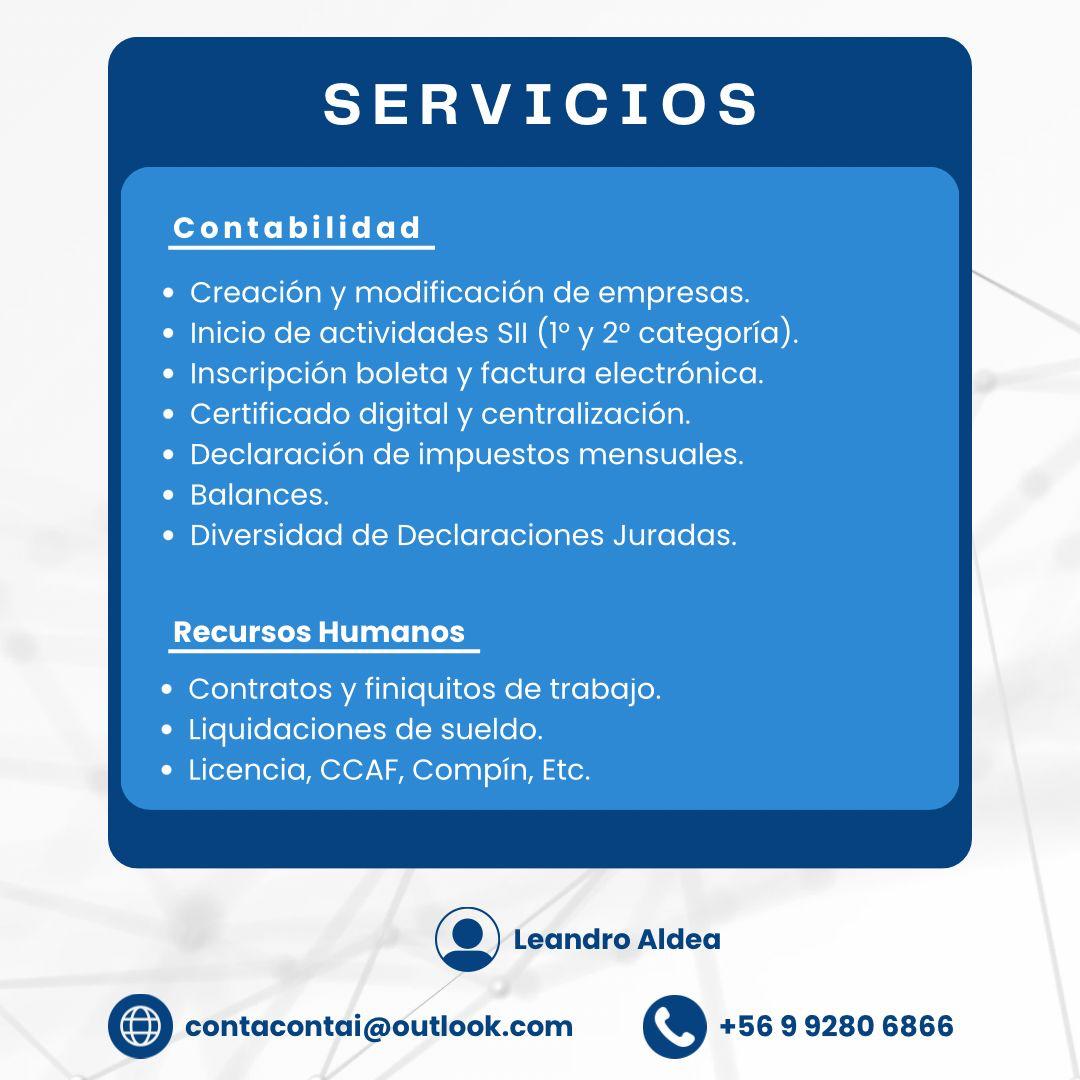 SERVICIOS
Contabilidad
• Creación y modificación de empresas.
• Inicio de actividades SII (1° y 2° categoría).
• Inscripción boleta y factura electrónica.
• Certificado digital y centralización.
• Declaración de impuestos mensuales.
• Balances.
• Diversidad de Declaraciones Juradas.
Recursos Humanos
• Contratos y finiquitos de trabajo.
• Liquidaciones de sueldo.
• Licencia, CCAF, Compín, Etc.
Leandro Aldea
contacontai@outlook.com
+56 9 9280 6866